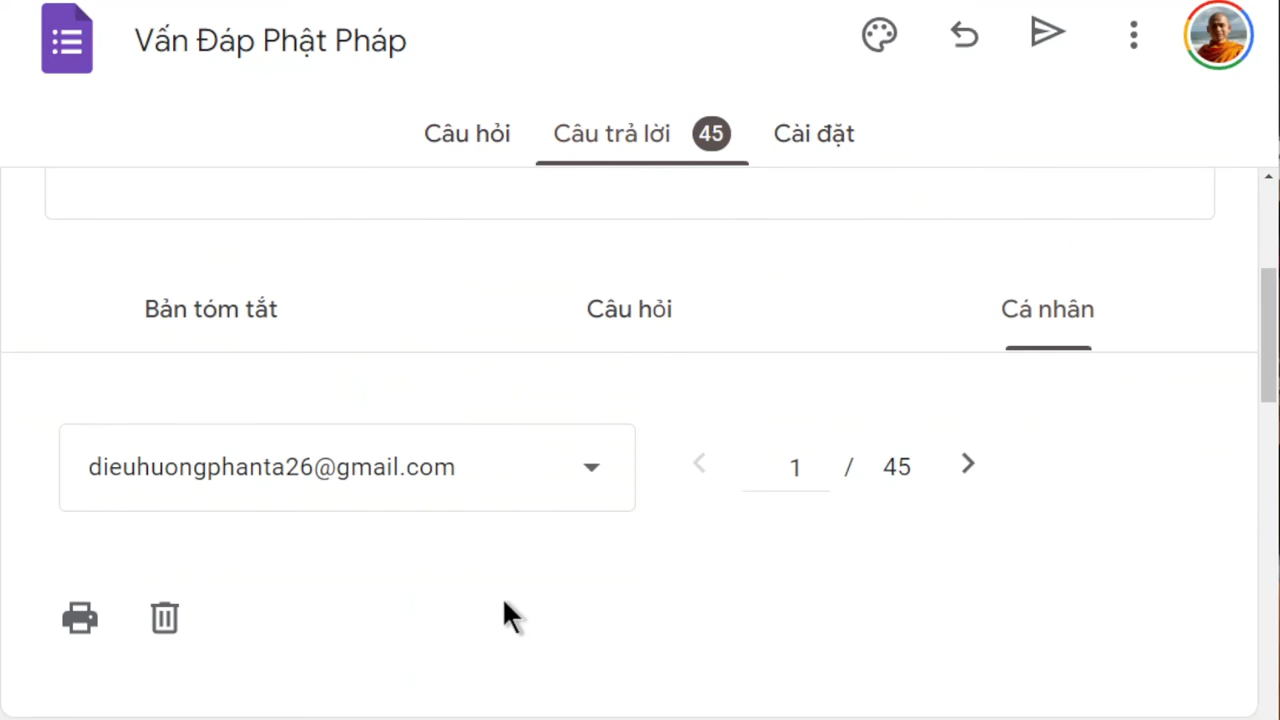 Vấn Đáp Phật Pháp
Câu hỏi Câu trả lời 45 Cài đặt
Bản tóm tắt Câu hỏi Cá nhân
dieuhuongphanta26@gmail.com 1 / 45